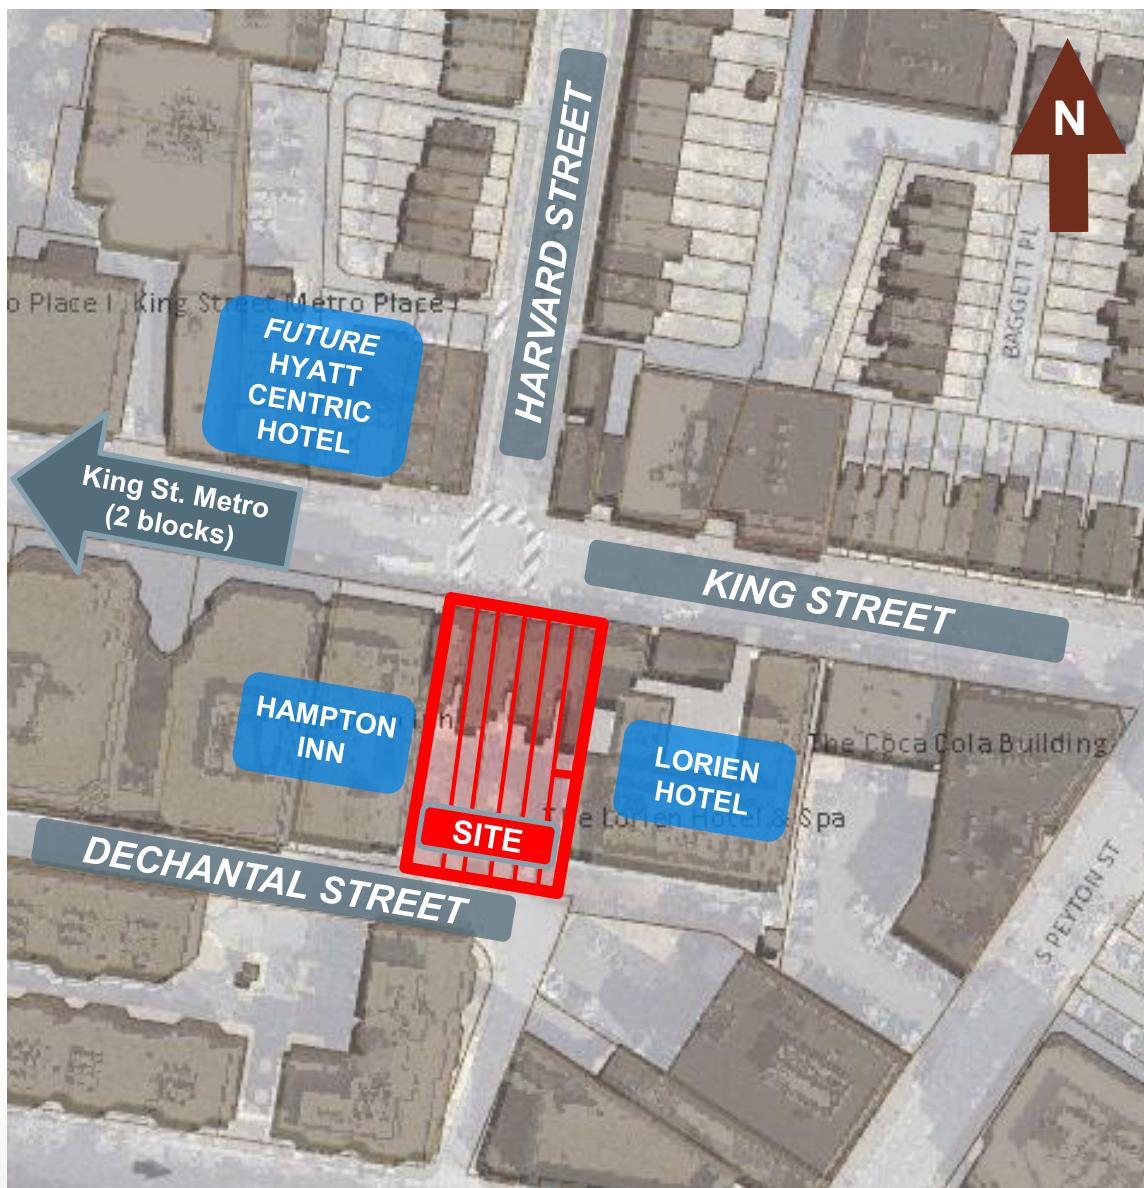 N
HARVARD STREET
BAGGETT PL
o Place I King Street Metro Place I
FUTURE
HYATT
CENTRIC
HOTEL
King St. Metro
(2 blocks)
KING STREET
HAMPTON
INN
LORIEN
HOTEL
The Coca Cola Building
The Lorien Hotel & Spa
SITE
DECHANTAL STREET
S PEYTON ST